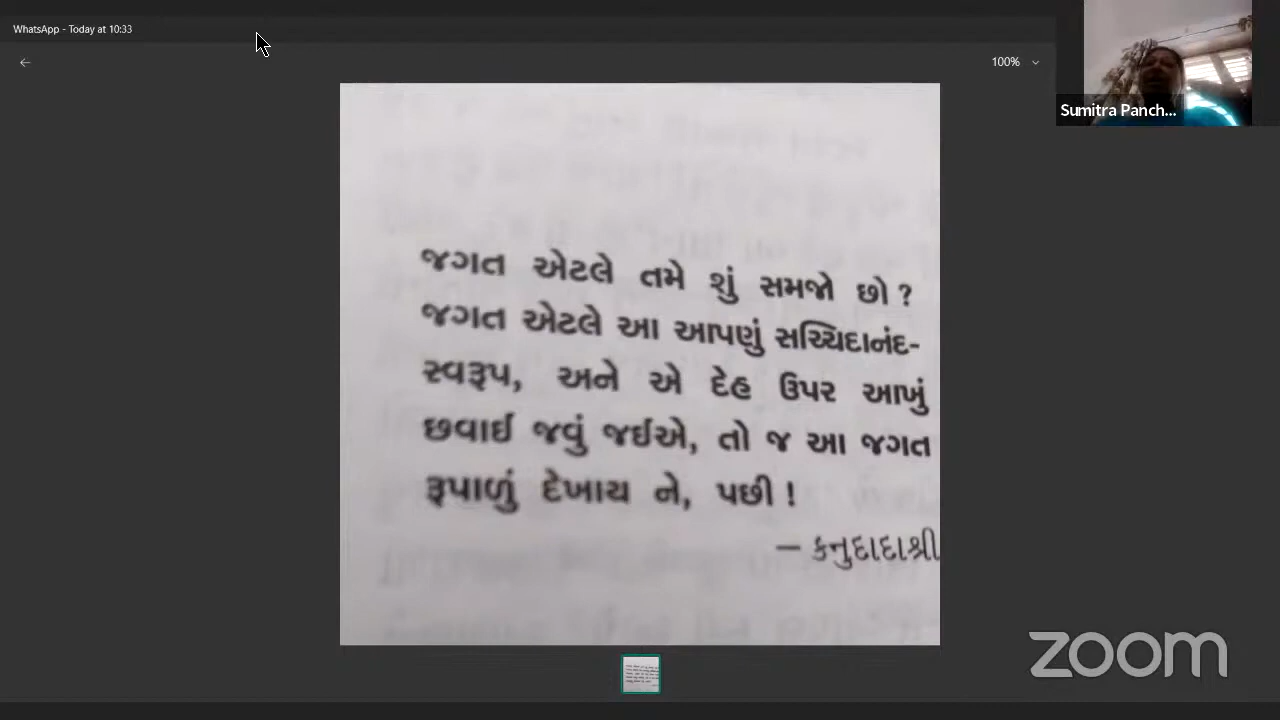 WhatsApp - Today at 10:33
100%
Sumitra Panch...
જગત એટલે તમે શું સમજો છો?
જગત એટલે આ આપણું સચ્ચિદાનંદ-
સ્વરૂપ, અને એ દેહ ઉપર આખું
છવાઈ જવું જઈએ, તો જ આ જગત
રૂપાળું દેખાય ને, પછી!
– કનુદાદાશ્રી
zoom